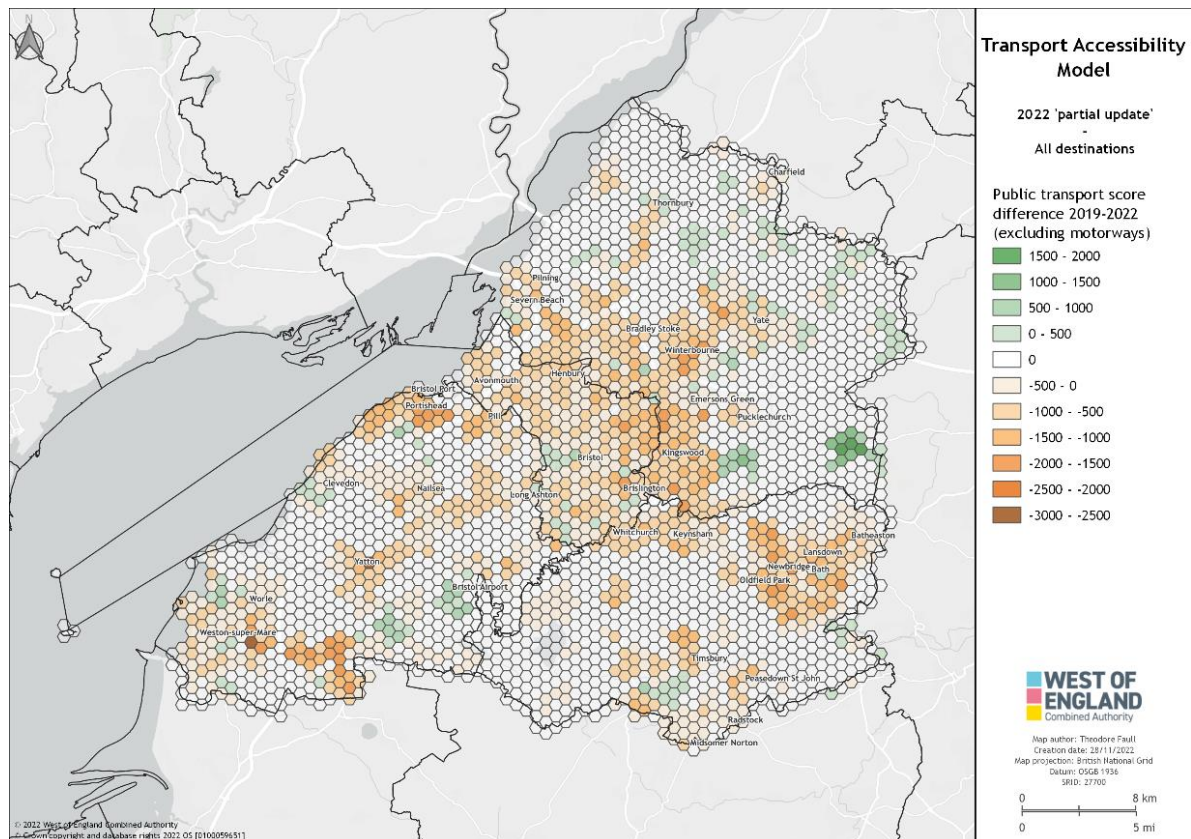 N
Charfield
Thornbury
Pilning
Severn Beach
Bradley Stoke
Yate
Winterbourne
Henbury
Avonmouth
Bristol Port
Emersons Green
Portishead
Pill
Pucklechurch
Kingswood
Bristol
Clevedon
Nailsea
Brislington
Long Ashton
Whitchurch
Keynsham
Batheaston
Lansdown
Yatton
Newbridge
Bath
Oldfield Park
Bristol Airport
Worle
Weston-super-Mare
Timsbury
Peasedown St John
Radstock
Midsomer Norton
© 2022 West of England Combined Authority
© Crown copyright and database rights 2022 OS [0100059651]
Transport Accessibility
Model
2022 'partial update'
-
All destinations
Public transport score
difference 2019-2022
(excluding motorways)
1500 - 2000
1000 - 1500
500 - 1000
0 - 500
0
-500 - 0
-1000 - -500
-1500 - -1000
-2000 - -1500
-2500 - -2000
-3000 - -2500
WEST OF
ENGLAND
Combined Authority
Map author: Theodore Faull
Creation date: 28/11/2022
Map projection: British National Grid
Datum: OSGB 1936
SRID: 27700
0 8 km
0 5 mi